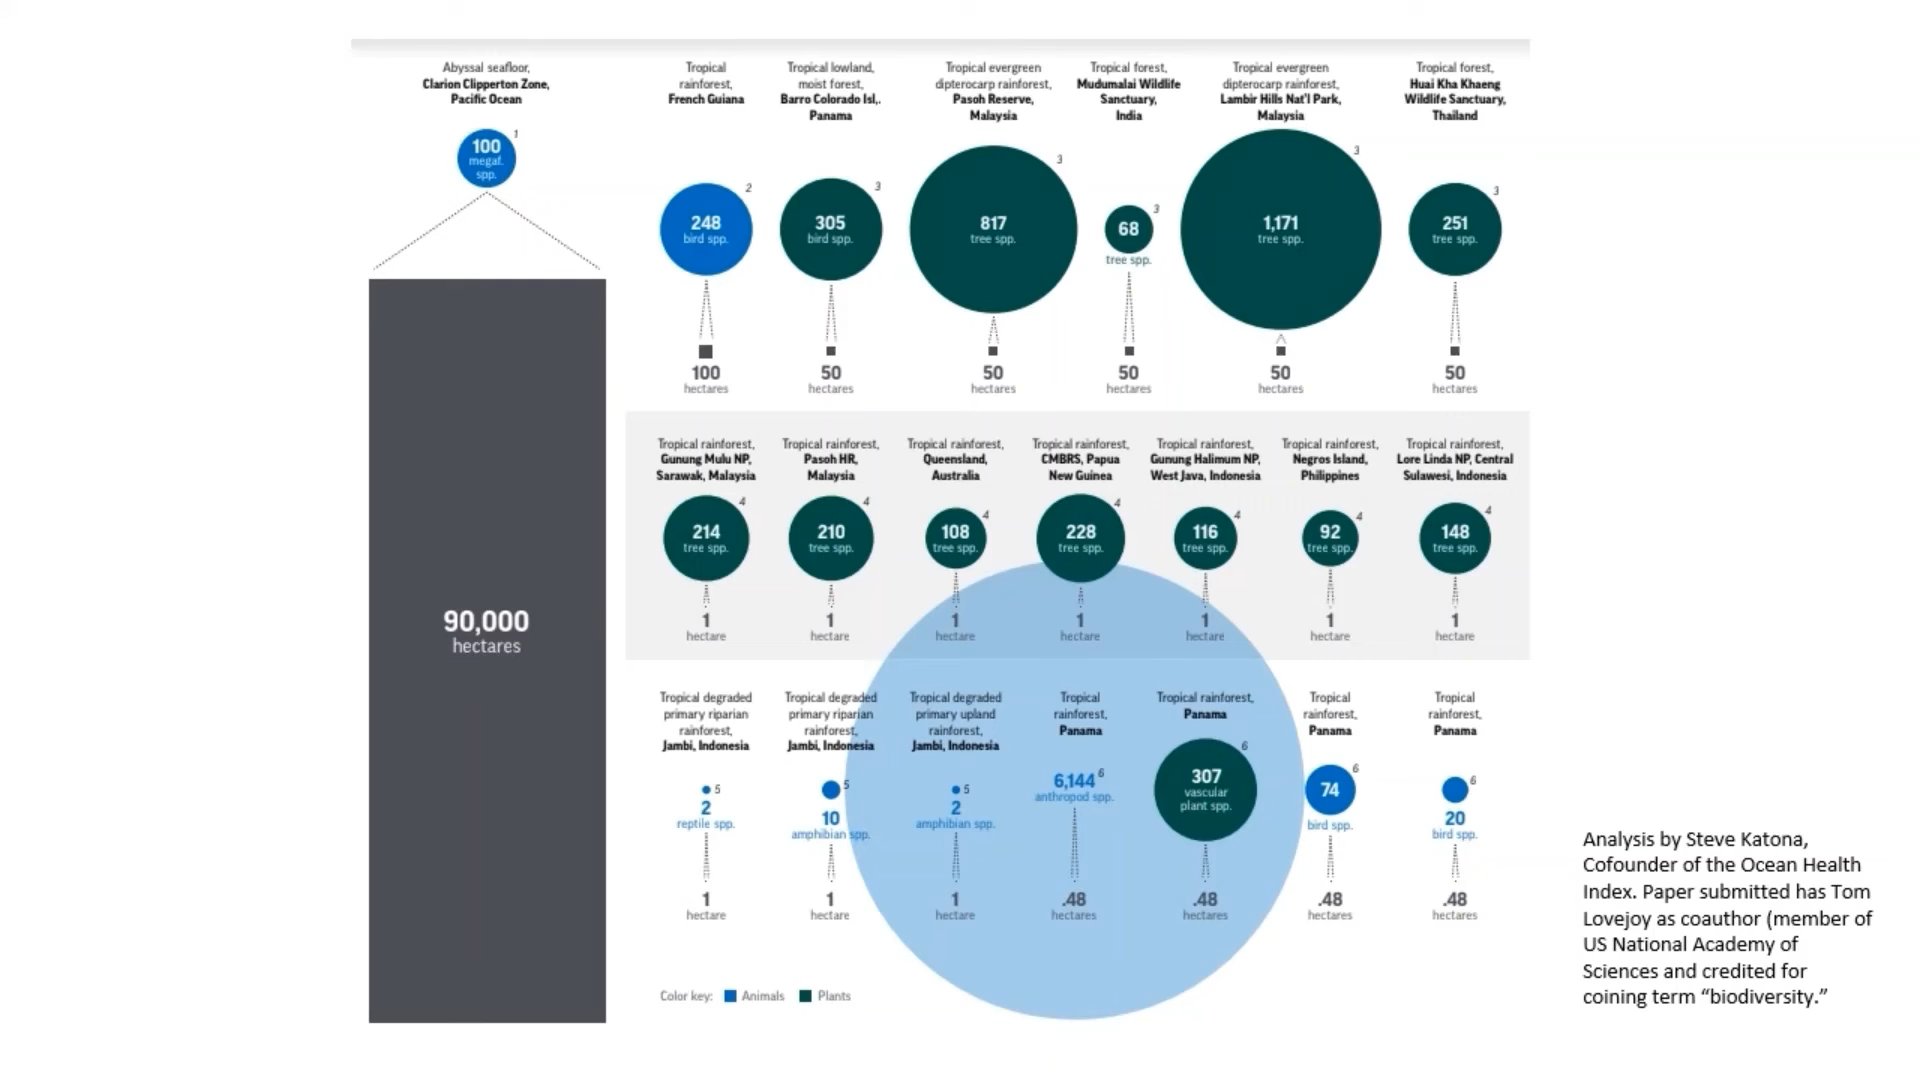 Abyssal seafloor,
Clarion Clipperton Zone,
Pacific Ocean
100
megaf.
spp.
1
90,000
hectares
Tropical
rainforest,
French Guiana
248
bird spp.
2
100
hectares
Tropical lowland,
moist forest,
Barro Colorado Isl,.
Panama
305
bird spp.
3
50
hectares
Tropical evergreen
dipterocarp rainforest,
Pasoh Reserve,
Malaysia
817
tree spp.
3
50
hectares
Tropical forest,
Mudumalai Wildlife
Sanctuary,
India
68
tree spp.
3
50
hectares
Tropical evergreen
dipterocarp rainforest,
Lambir Hills Nat'l Park,
Malaysia
1,171
tree spp.
3
50
hectares
Tropical forest,
Huai Kha Khaeng
Wildlife Sanctuary,
Thailand
251
tree spp.
3
50
hectares
Tropical rainforest,
Gunung Mulu NP,
Sarawak, Malaysia
214
tree spp.
4
1
hectare
Tropical rainforest,
Pasoh HR,
Malaysia
210
tree spp.
4
1
hectare
Tropical rainforest,
Queensland,
Australia
108
tree spp.
4
1
hectare
Tropical rainforest,
CMBRS, Papua
New Guinea
228
tree spp.
4
1
hectare
Tropical rainforest,
Gunung Halimum NP,
West Java, Indonesia
116
tree spp.
4
1
hectare
Tropical rainforest,
Negros Island,
Philippines
92
tree spp.
4
1
hectare
Tropical rainforest,
Lore Linda NP, Central
Sulawesi, Indonesia
148
tree spp.
4
1
hectare
Tropical degraded
primary riparian
rainforest,
Jambi, Indonesia
5
2
reptile spp.
1
hectare
Tropical degraded
primary riparian
rainforest,
Jambi, Indonesia
5
10
amphibian spp.
1
hectare
Tropical degraded
primary upland
rainforest,
Jambi, Indonesia
5
2
amphibian spp.
1
hectare
Tropical
rainforest,
Panama
6,144 6
anthropod spp.
.48
hectares
Tropical rainforest,
Panama
6
307
vascular
plant spp.
.48
hectares
Tropical
rainforest,
Panama
6
74
bird spp.
.48
hectares
Tropical
rainforest,
Panama
6
20
bird spp.
.48
hectares
Color key: Animals Plants
Analysis by Steve Katona,
Cofounder of the Ocean Health
Index. Paper submitted has Tom
Lovejoy as coauthor (member of
US National Academy of
Sciences and credited for
coining term “biodiversity.”